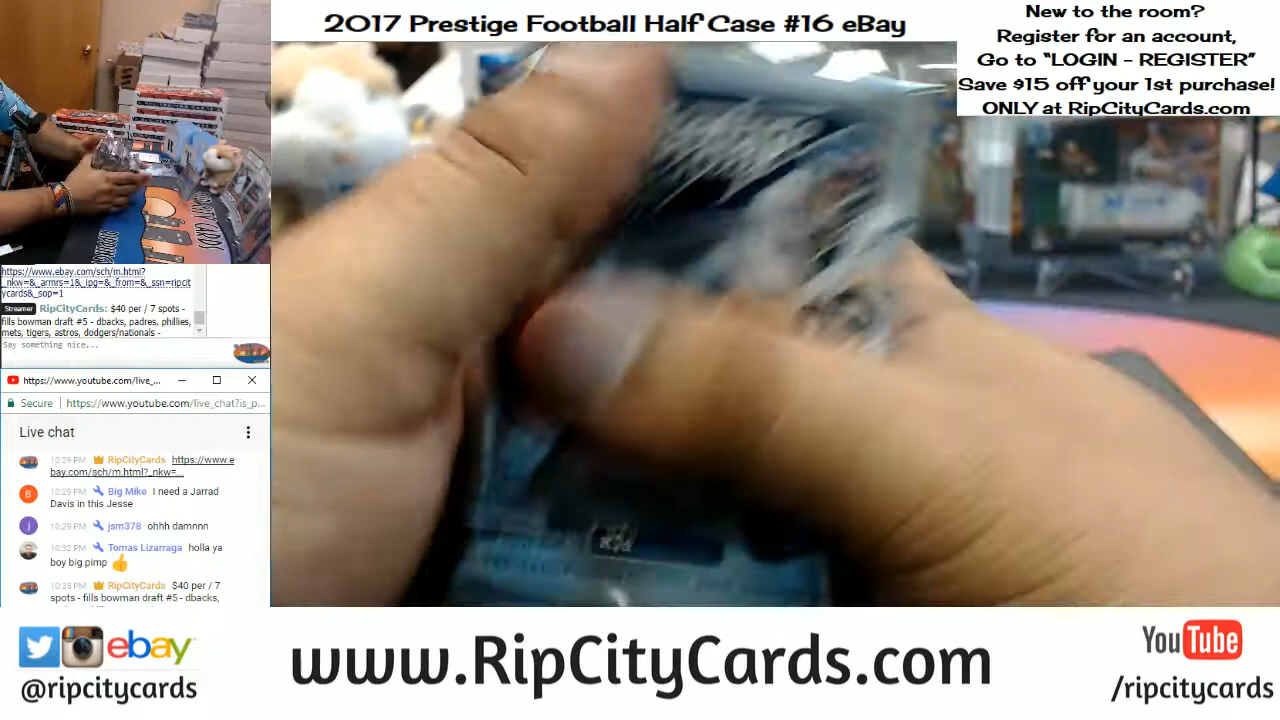 2017 Prestige Football Half Case #16 eBay
New to the room?
Register for an account,
Go to “LOGIN – REGISTER”
Save $15 off your 1st purchase!
ONLY at RipCityCards.com
https://www.ebay.com/sch/m.html?
_nkw=&_armrs=1&_ipg=&_from=&_ssn=ripcit
ycards&_sop=1
Streamer RipCityCards: $40 per / 7 spots -
fills bowman draft #5 - dbacks, padres, phillies,
mets, tigers, astros, dodgers/nationals -
Say something nice...
https://www.youtube.com/live_...
Secure https://www.youtube.com/live_chat?is_p...
Live chat
10:29 PM RipCityCards https://www.e
bay.com/sch/m.html?_nkw=...
B 10:29 PM Big Mike I need a Jarrad
Davis in this Jesse
j 10:29 PM jsm378 ohhh damnnn
10:32 PM Tomas Lizarraga holla ya
boy big pimp
10:35 PM RipCityCards $40 per / 7
spots - fills bowman draft #5 - dbacks,
ebay
@ripcitycards
www.RipCityCards.com
YouTube
/ripcitycards